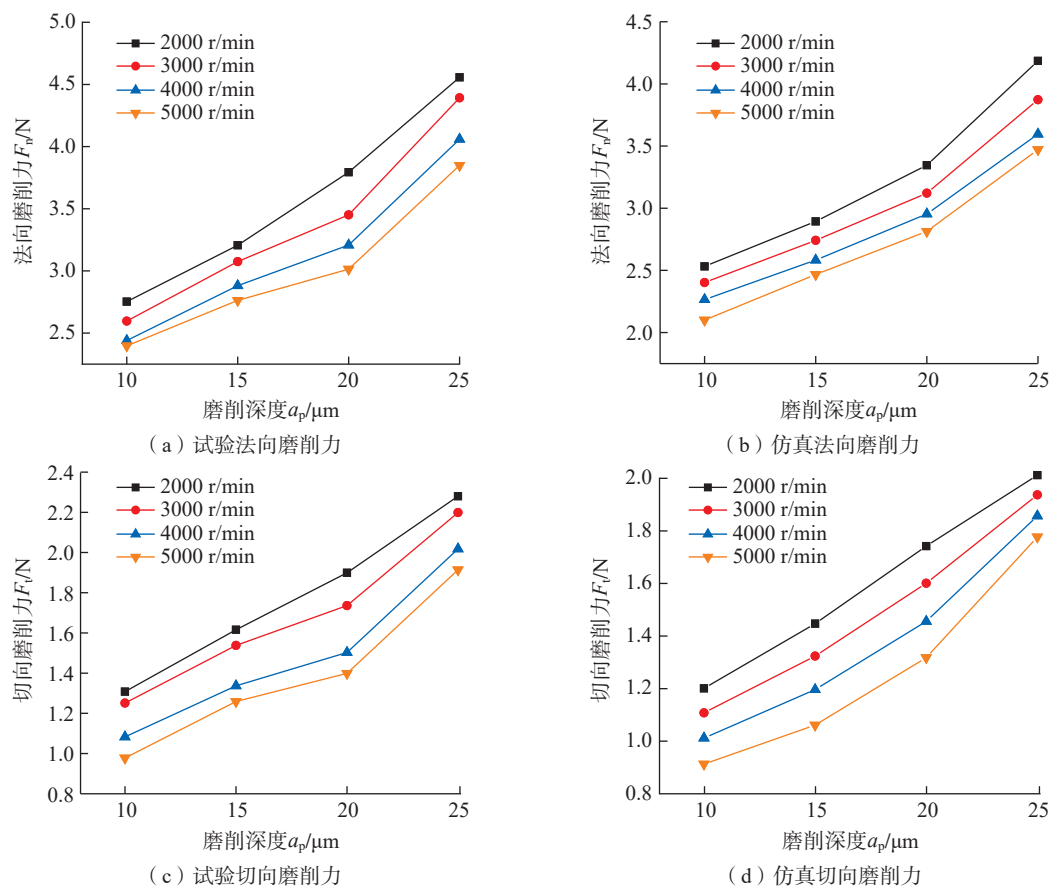 5.0
4.5
4.0
3.5
3.0
2.5
法向磨削力Fn/N
2000 r/min
3000 r/min
4000 r/min
5000 r/min
10 15 20 25
磨削深度ap/μm
（a）试验法向磨削力
4.5
4.0
3.5
3.0
2.5
2.0
法向磨削力Fn/N
2000 r/min
3000 r/min
4000 r/min
5000 r/min
10 15 20 25
磨削深度ap/μm
（b）仿真法向磨削力
2.4
2.2
2.0
1.8
1.6
1.4
1.2
1.0
0.8
切向磨削力Ft/N
2000 r/min
3000 r/min
4000 r/min
5000 r/min
10 15 20 25
磨削深度ap/μm
（c）试验切向磨削力
2.0
1.8
1.6
1.4
1.2
1.0
0.8
切向磨削力Ft/N
2000 r/min
3000 r/min
4000 r/min
5000 r/min
10 15 20 25
磨削深度ap/μm
（d）仿真切向磨削力